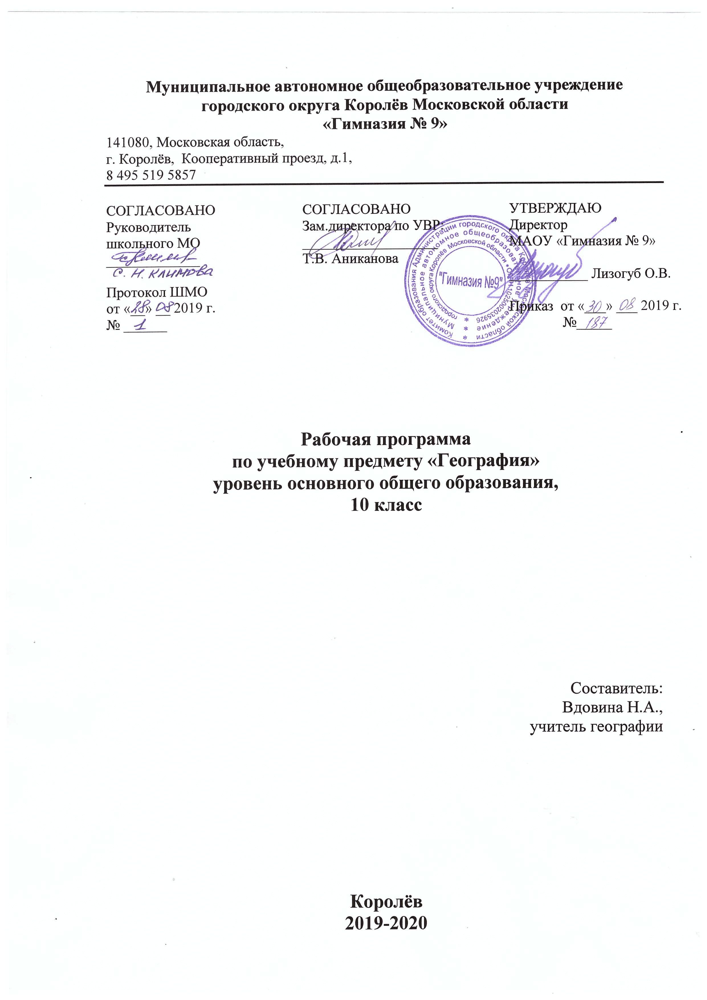 Муниципальное автономное общеобразовательное учреждение
городского округа Королёв Московской области
«Гимназия № 9»
141080, Московская область,
г. Королёв, Кооперативный проезд, д.1,
8 495 519 5857
СОГЛАСОВАНО
Руководитель
школьного МО
С. Н. Климова
Протокол ШМО
от «28» 08 2019 г.
№ 1
СОГЛАСОВАНО
Зам.директора по УВР:
Т.В. Аниканова
УТВЕРЖДАЮ
Директор
МАОУ «Гимназия № 9»
Лизогуб О.В.
Приказ от «30» 08 2019 г.
№ 187
Комитет образования Администрации городского округа Королёв Московской области
Муниципальное автономное общеобразовательное учреждение
городского округа Королёв Московской области • ОГРН 1025002035926
"Гимназия №9"
Рабочая программа
по учебному предмету «География»
уровень основного общего образования,
10 класс
Составитель:
Вдовина Н.А.,
учитель географии
Королёв
2019-2020